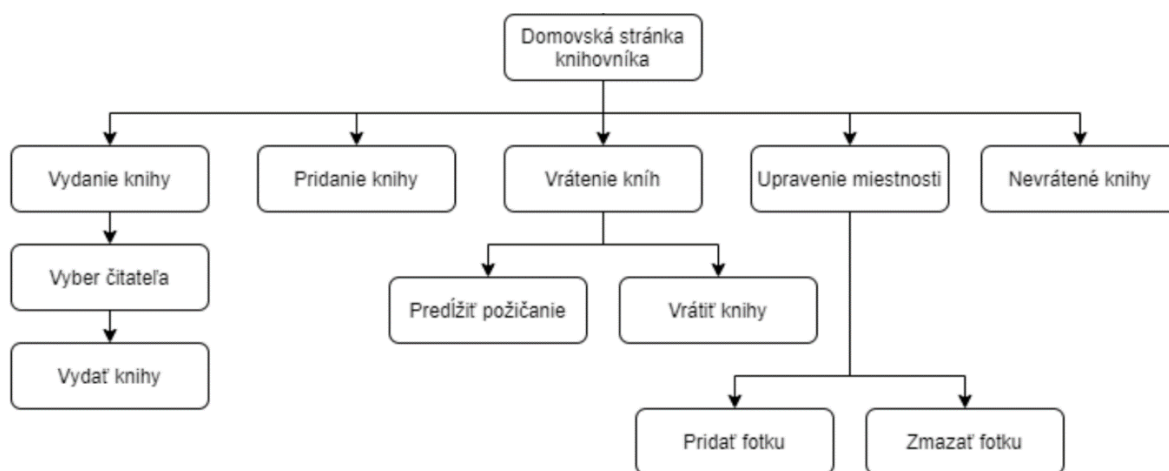 Domovská stránka
knihovníka
Vydanie knihy
Pridanie knihy
Vrátenie kníh
Upravenie miestnosti
Nevrátené knihy
Vyber čitateľa
Predĺžiť požičanie
Vrátiť knihy
Vydať knihy
Pridať fotku
Zmazať fotku